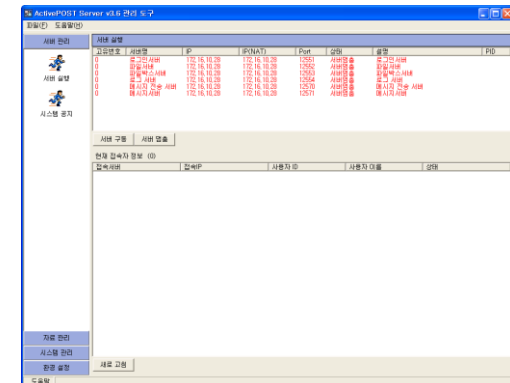 ActivePOST Server v3.6 관리 도구
파일(F) 도움말(H)
서버 관리
서버 실행
시스템 공지
자료 관리
시스템 관리
환경 설정
서버 실행
고유번호 서버명 IP IP(NAT) Port 상태 설명 PID
0 로그인서버 172.16.10.28 172.16.10.28 12551 서버멈춤 로그인서버
0 파일서버 172.16.10.28 172.16.10.28 12552 서버멈춤 파일서버
0 파일박스서버 172.16.10.28 172.16.10.28 12553 서버멈춤 파일박스서버
0 로그 서버 172.16.10.28 172.16.10.28 12554 서버멈춤 로그 서버
0 메시지 전송 서버 172.16.10.28 172.16.10.28 12570 서버멈춤 메시지 전송 서버
0 메시지서버 172.16.10.28 172.16.10.28 12571 서버멈춤 메시지서버
서버 구동 서버 멈춤
현재 접속자 정보 (0)
접속서버 접속IP 사용자 ID 사용자 이름 상태
새로 고침
도움말